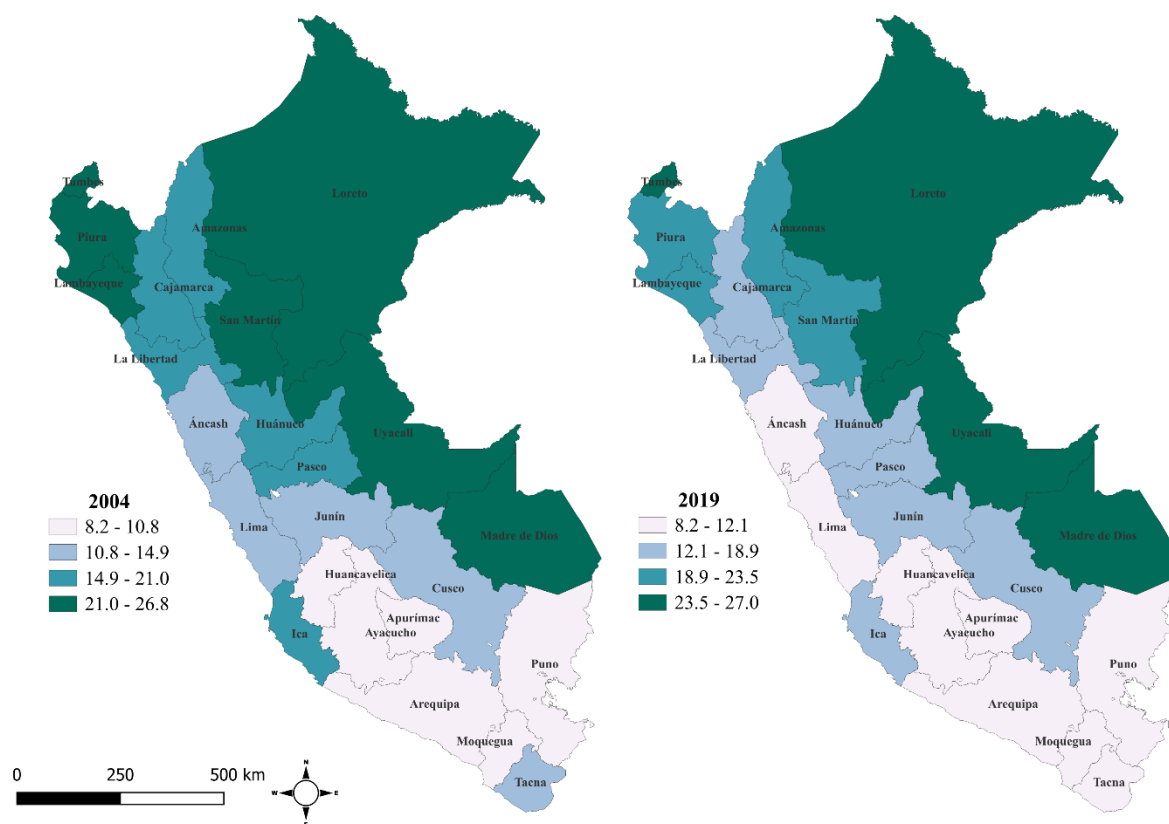 Tumbes
Loreto
Amazonas
Piura
Lambayeque
Cajamarca
San Martín
La Libertad
Áncash
Huánuco
Uyacali
Pasco
2004
8.2 - 10.8
10.8 - 14.9
14.9 - 21.0
21.0 - 26.8
Lima
Junín
Madre de Dios
Huancavelica
Cusco
Apurímac
Ayacucho
Ica
Puno
Arequipa
Moquegua
Tacna
0 250 500 km
N
W E
Tumbes
Loreto
Amazonas
Piura
Lambayeque
Cajamarca
San Martín
La Libertad
Áncash
Huánuco
Uyacali
Pasco
2019
8.2 - 12.1
12.1 - 18.9
18.9 - 23.5
23.5 - 27.0
Lima
Junín
Madre de Dios
Huancavelica
Cusco
Apurímac
Ayacucho
Ica
Puno
Arequipa
Moquegua
Tacna